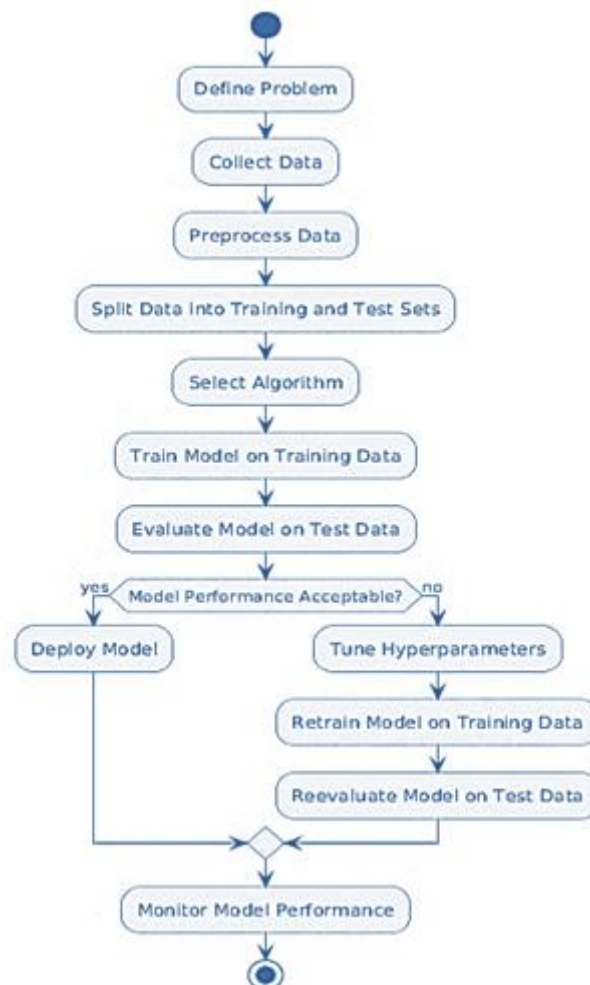 Define Problem
Collect Data
Preprocess Data
Split Data into Training and Test Sets
Select Algorithm
Train Model on Training Data
Evaluate Model on Test Data
yes
Model Performance Acceptable?
no
Deploy Model
Tune Hyperparameters
Retrain Model on Training Data
Reevaluate Model on Test Data
Monitor Model Performance